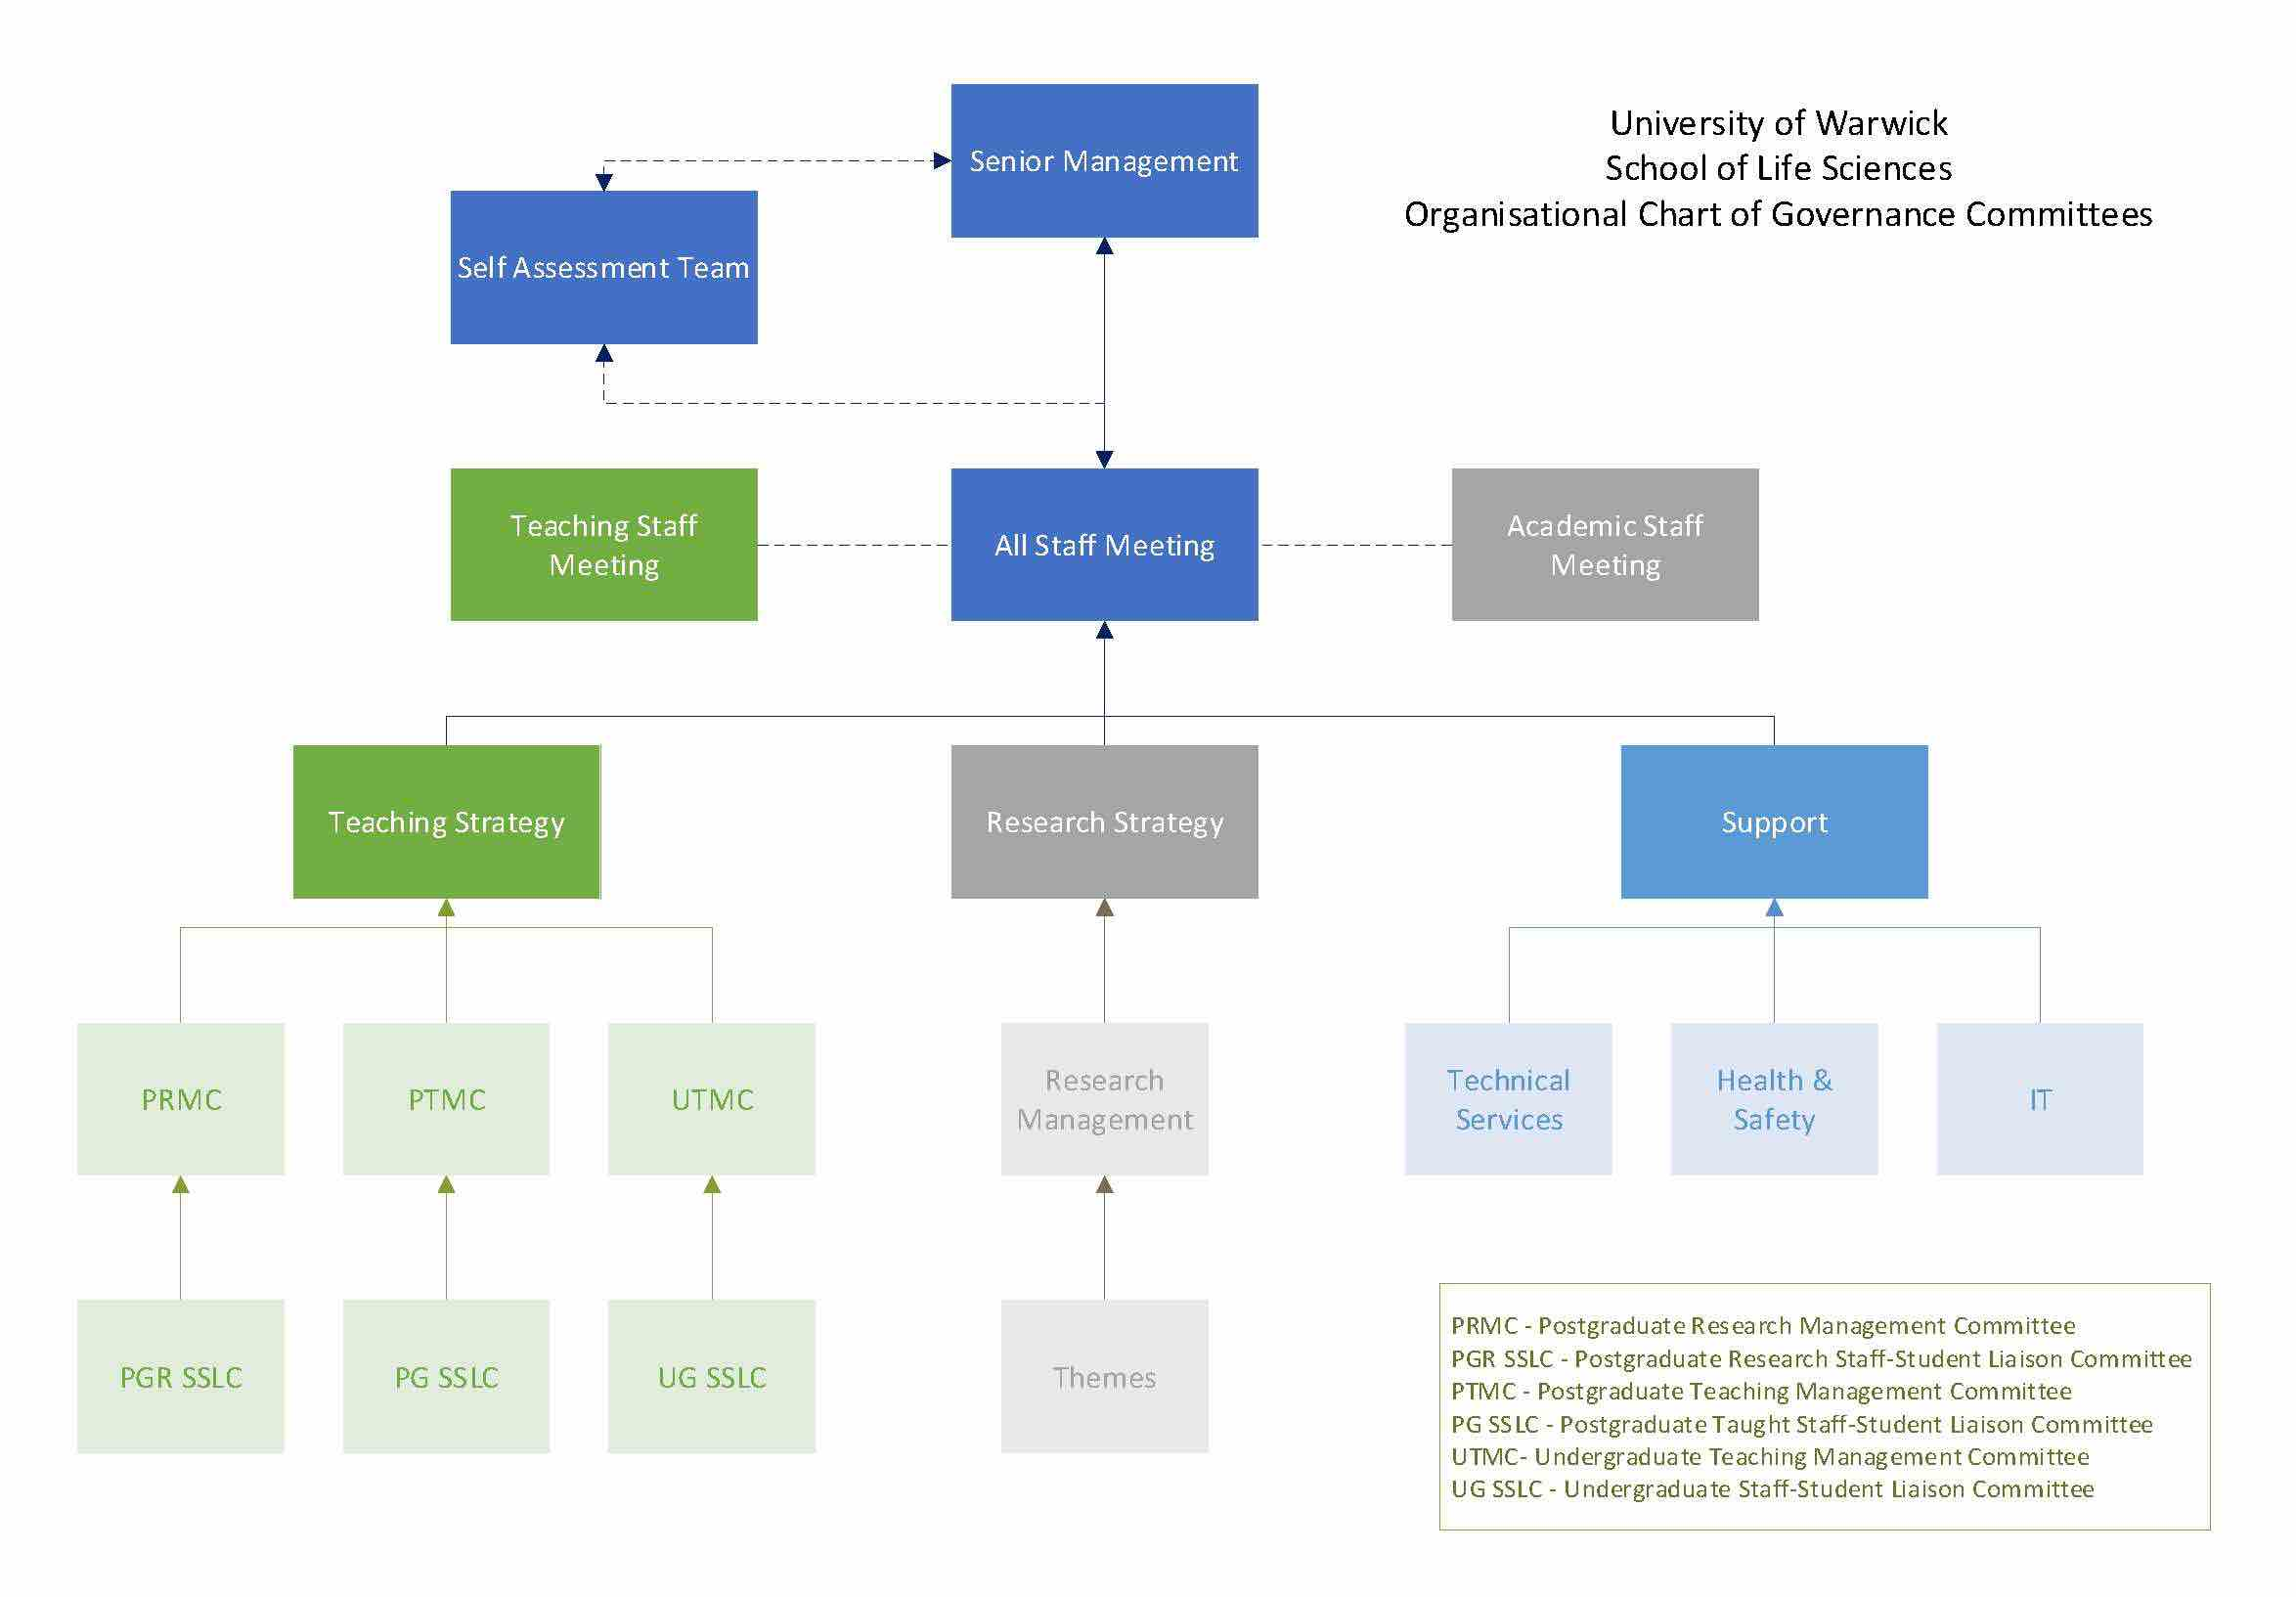 University of Warwick
School of Life Sciences
Organisational Chart of Governance Committees
Senior Management
Self Assessment Team
Teaching Staff
Meeting
All Staff Meeting
Academic Staff
Meeting
Teaching Strategy
Research Strategy
Support
PRMC
PTMC
UTMC
Research
Management
Technical
Services
Health &
Safety
IT
PGR SSLC
PG SSLC
UG SSLC
Themes
PRMC - Postgraduate Research Management Committee
PGR SSLC - Postgraduate Research Staff-Student Liaison Committee
PTMC - Postgraduate Teaching Management Committee
PG SSLC - Postgraduate Taught Staff-Student Liaison Committee
UTMC- Undergraduate Teaching Management Committee
UG SSLC - Undergraduate Staff-Student Liaison Committee